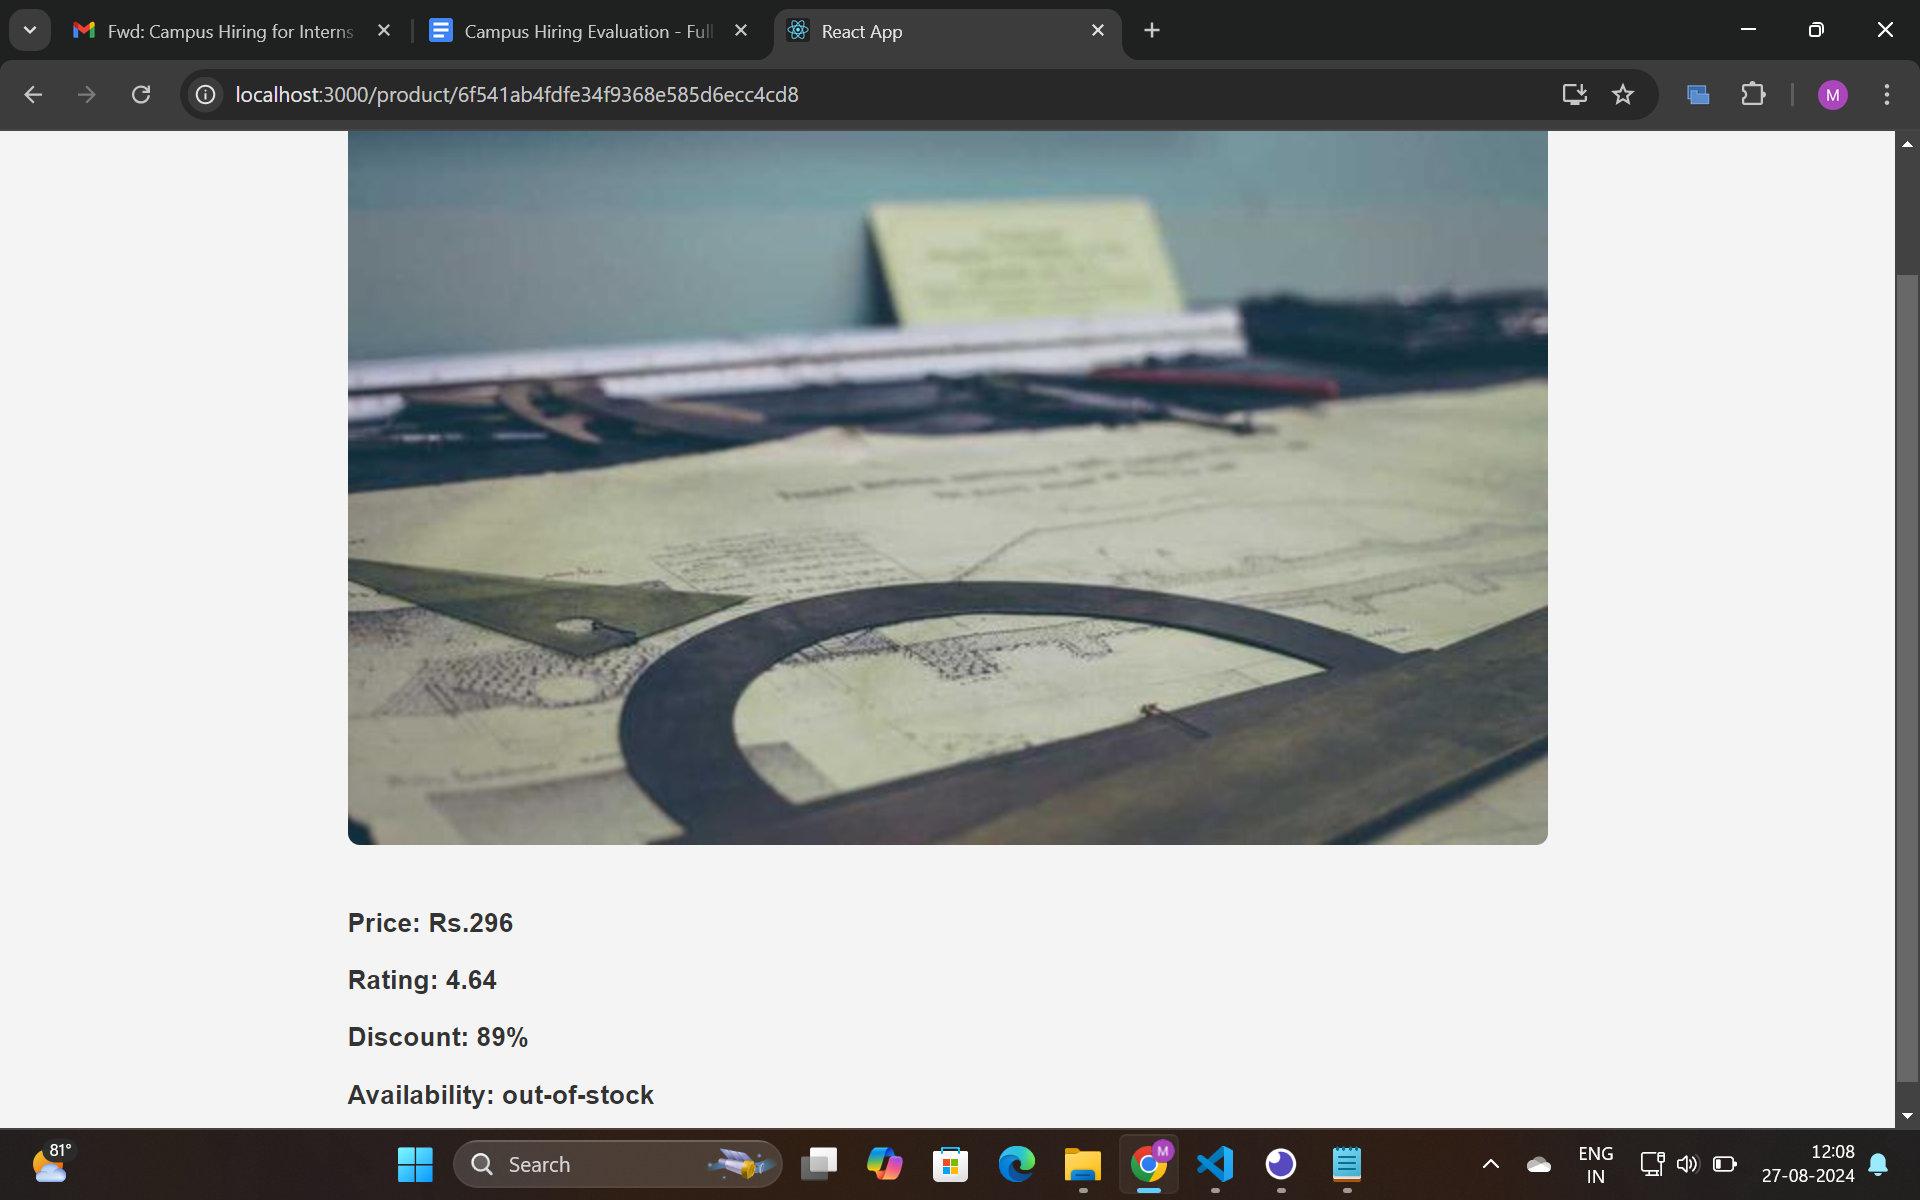 Fwd: Campus Hiring for Interns
Campus Hiring Evaluation - Full
React App
localhost:3000/product/6f541ab4fdfe34f9368e585d6ecc4cd8
M
Price: Rs.296
Rating: 4.64
Discount: 89%
Availability: out-of-stock
81°
Search
M
ENG
IN
12:08
27-08-2024